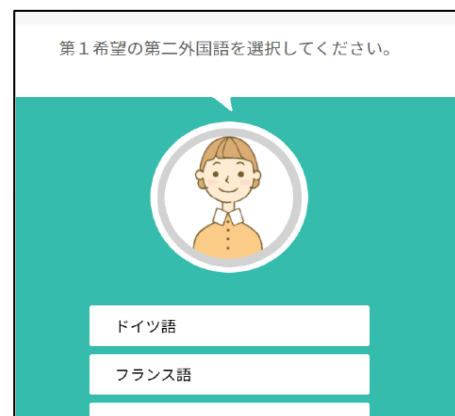 第１希望の第二外国語を選択してください。
ドイツ語
フランス語